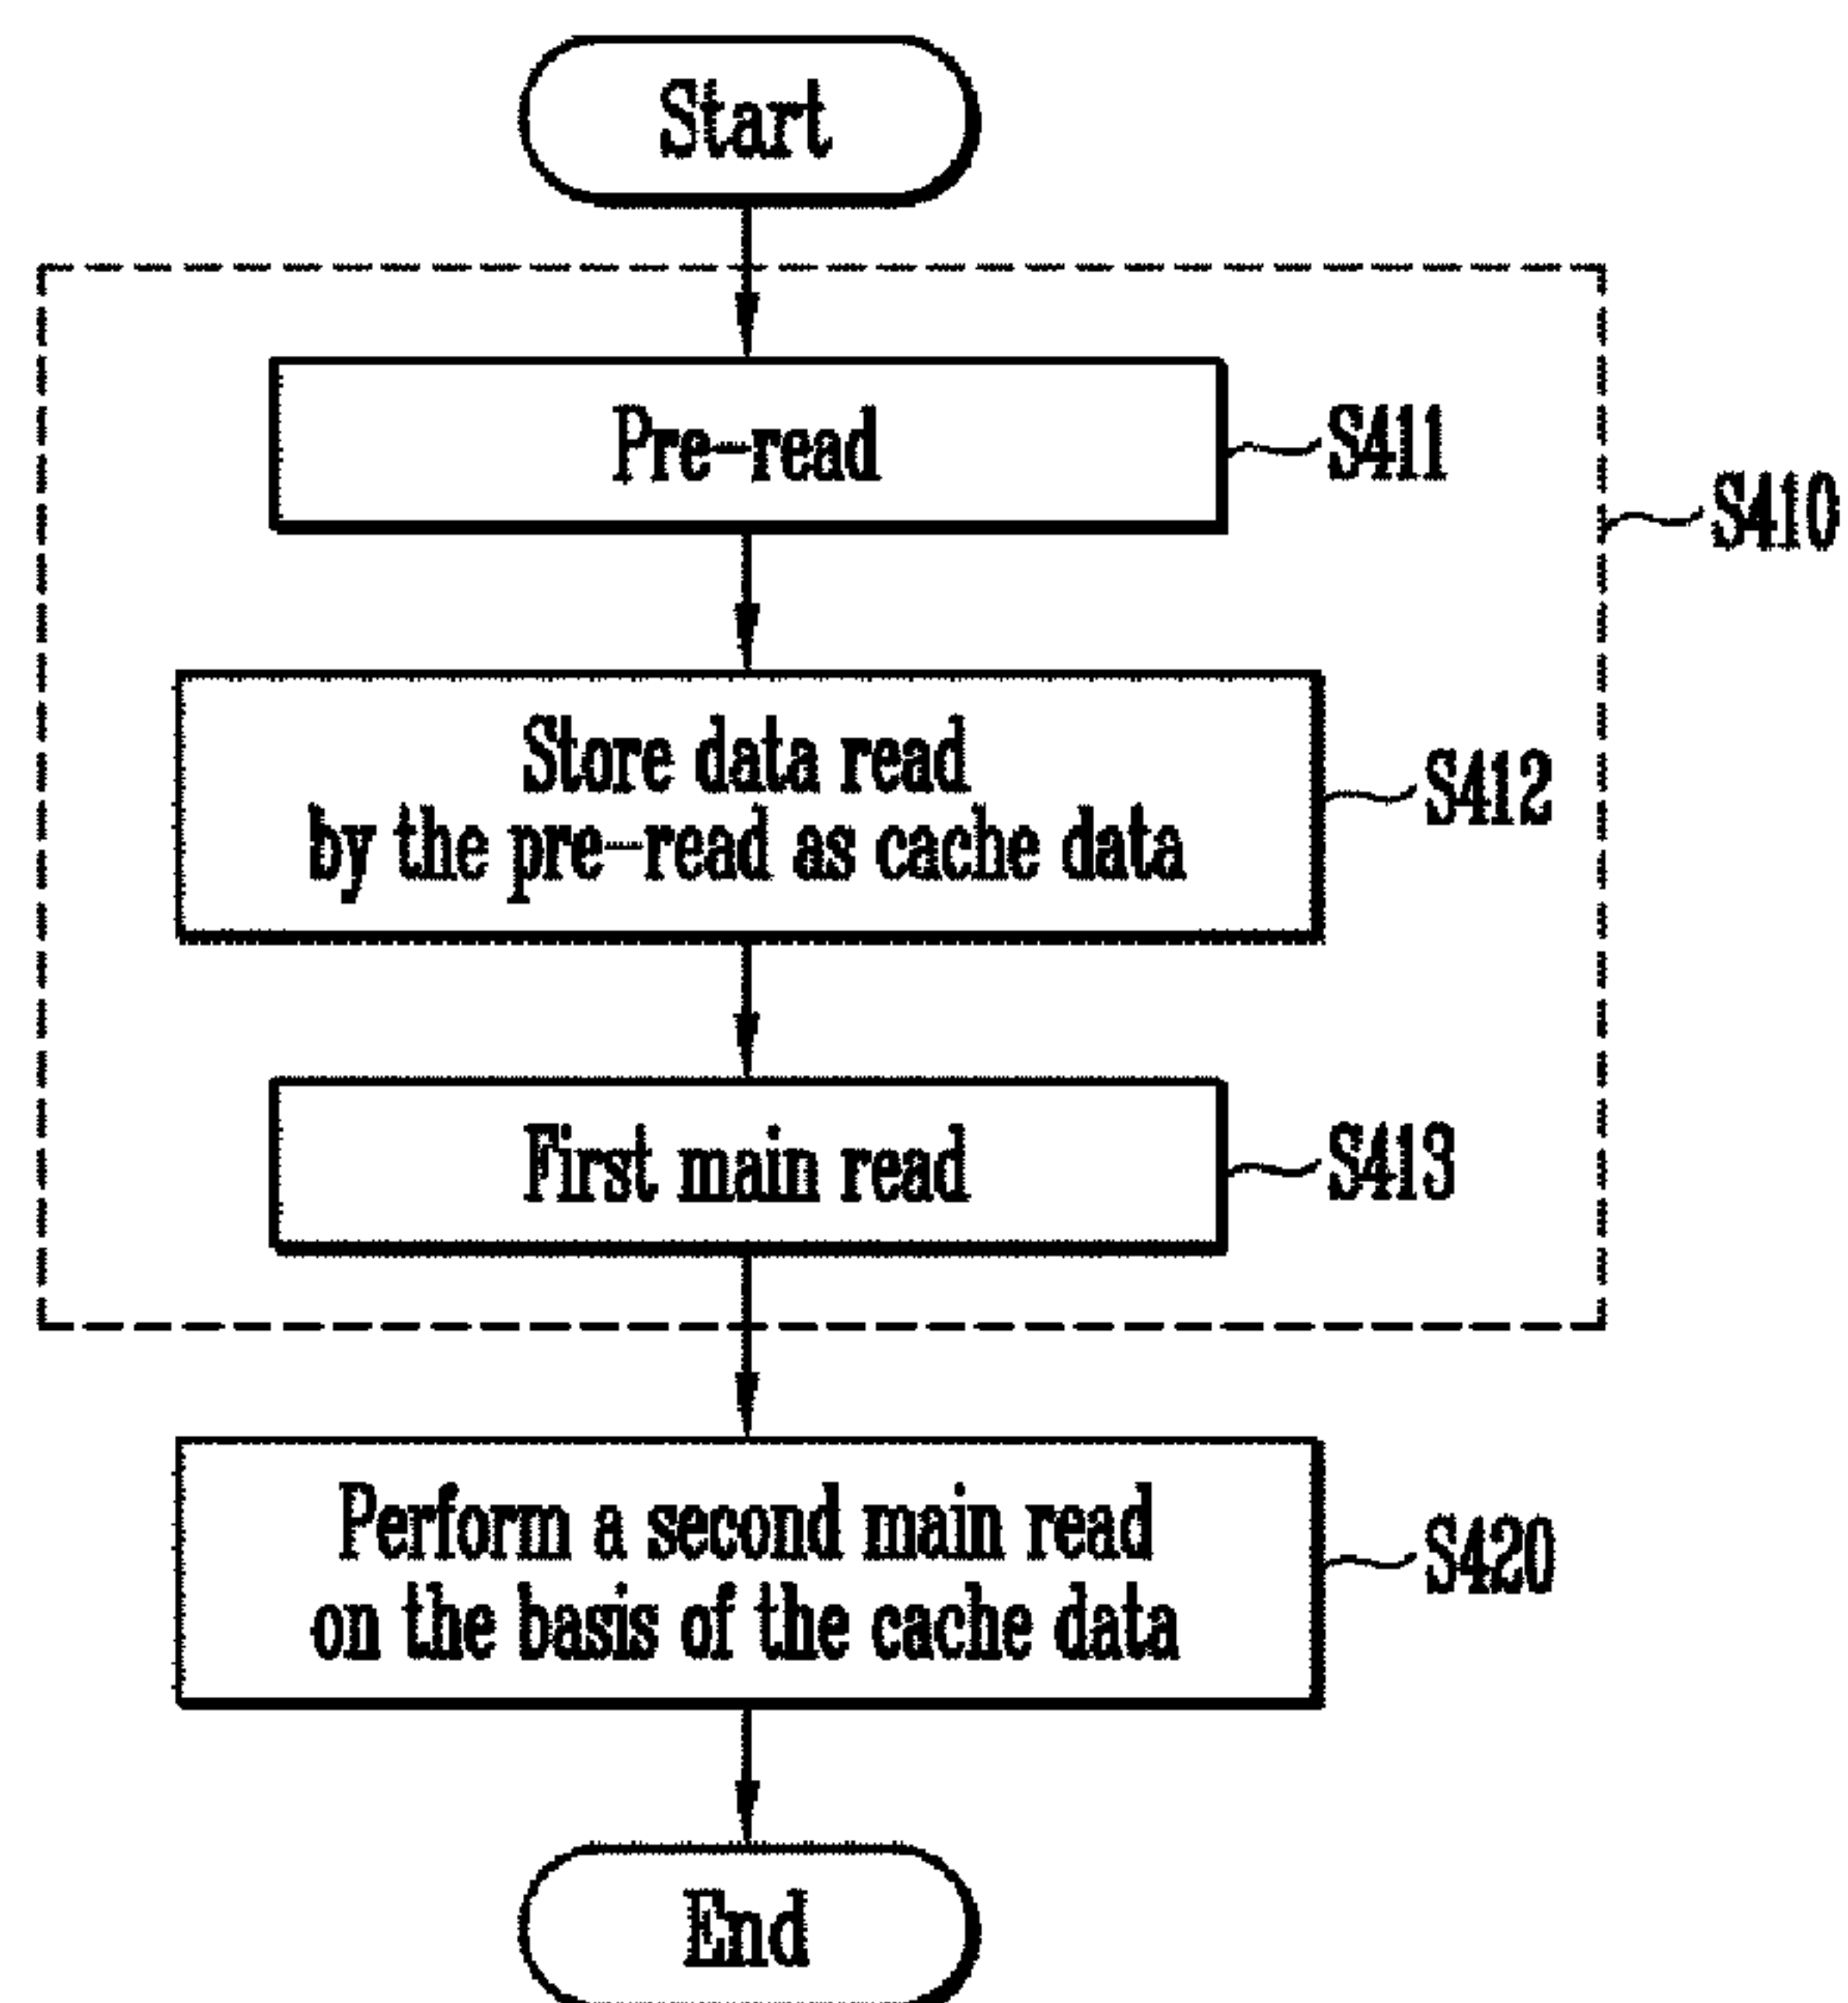 Start
Pre-read
S411
S410
Store data read
by the pre-read as cache data
S412
First main read
S413
Perform a second main read
on the basis of the cache data
S420
End